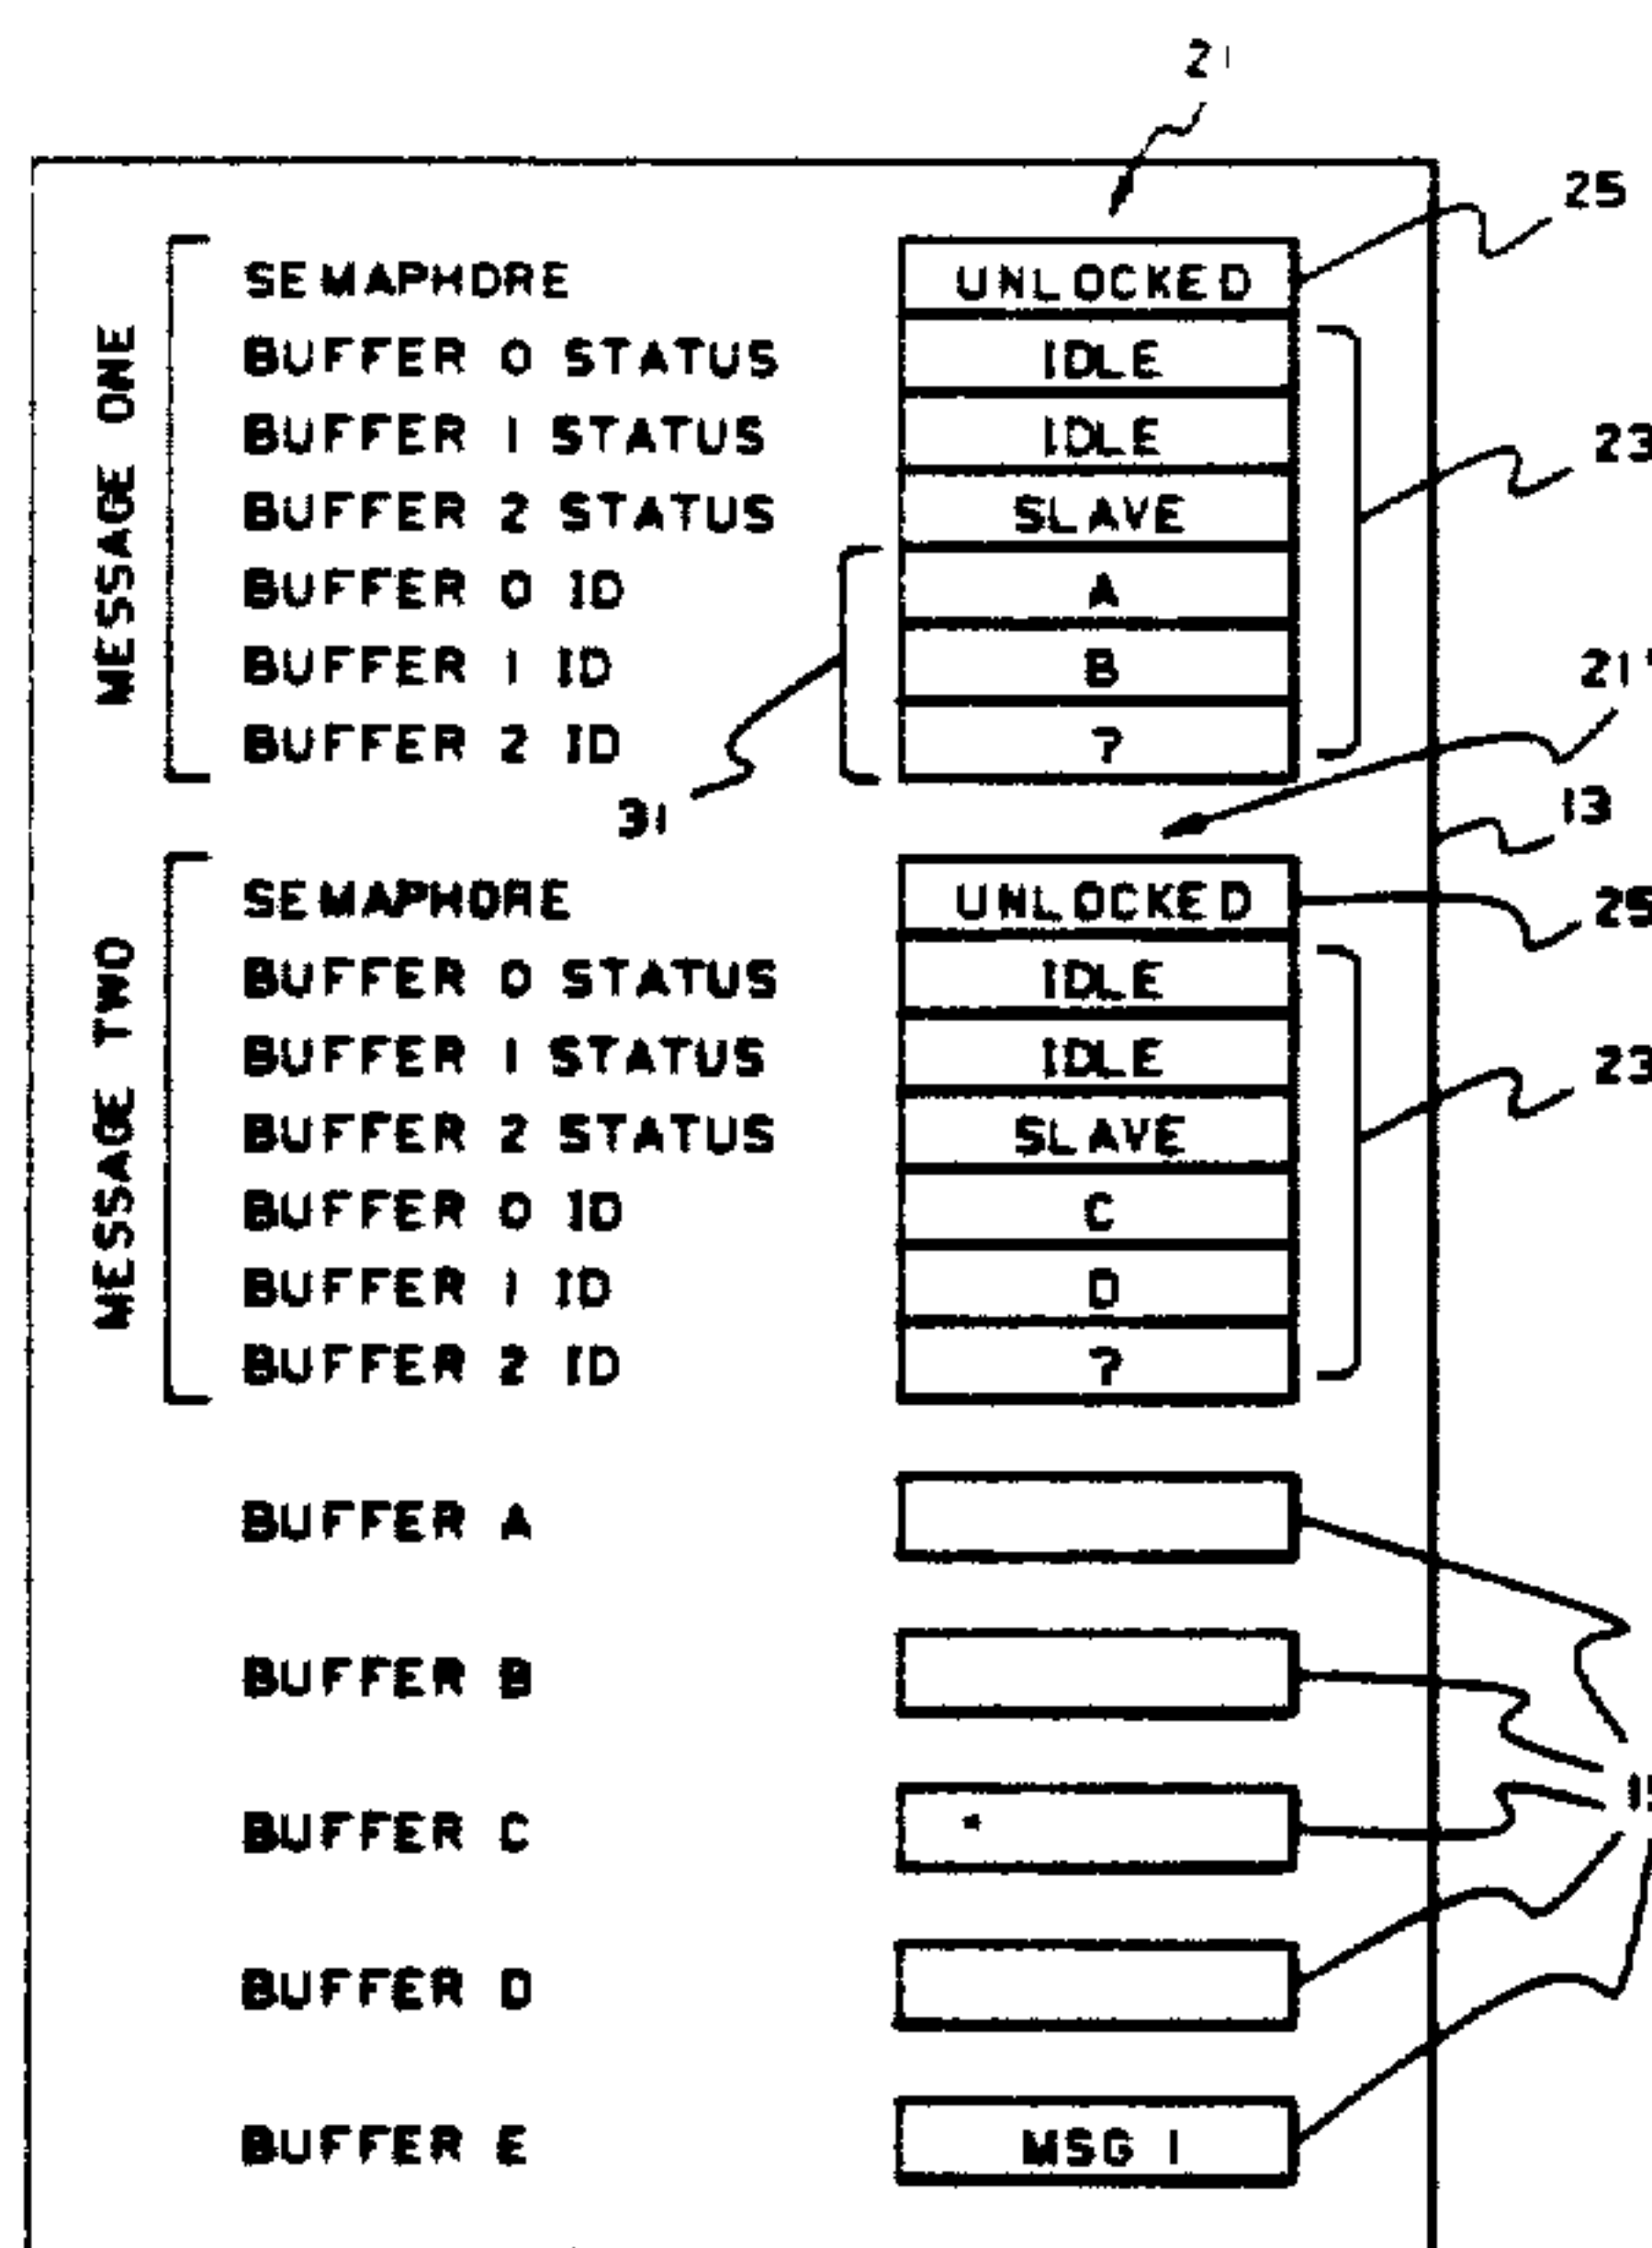 21
25
MESSAGE ONE
SEMAPHORE UNLOCKED
BUFFER 0 STATUS IDLE
BUFFER 1 STATUS IDLE
23
BUFFER 2 STATUS SLAVE
BUFFER 0 ID A
BUFFER 1 ID B
21'
BUFFER 2 ID ?
31
13
MESSAGE TWO
SEMAPHORE UNLOCKED
25
BUFFER 0 STATUS IDLE
BUFFER 1 STATUS IDLE
23
BUFFER 2 STATUS SLAVE
BUFFER 0 ID C
BUFFER 1 ID D
BUFFER 2 ID ?
BUFFER A
BUFFER B
BUFFER C
BUFFER D
BUFFER E MSG 1